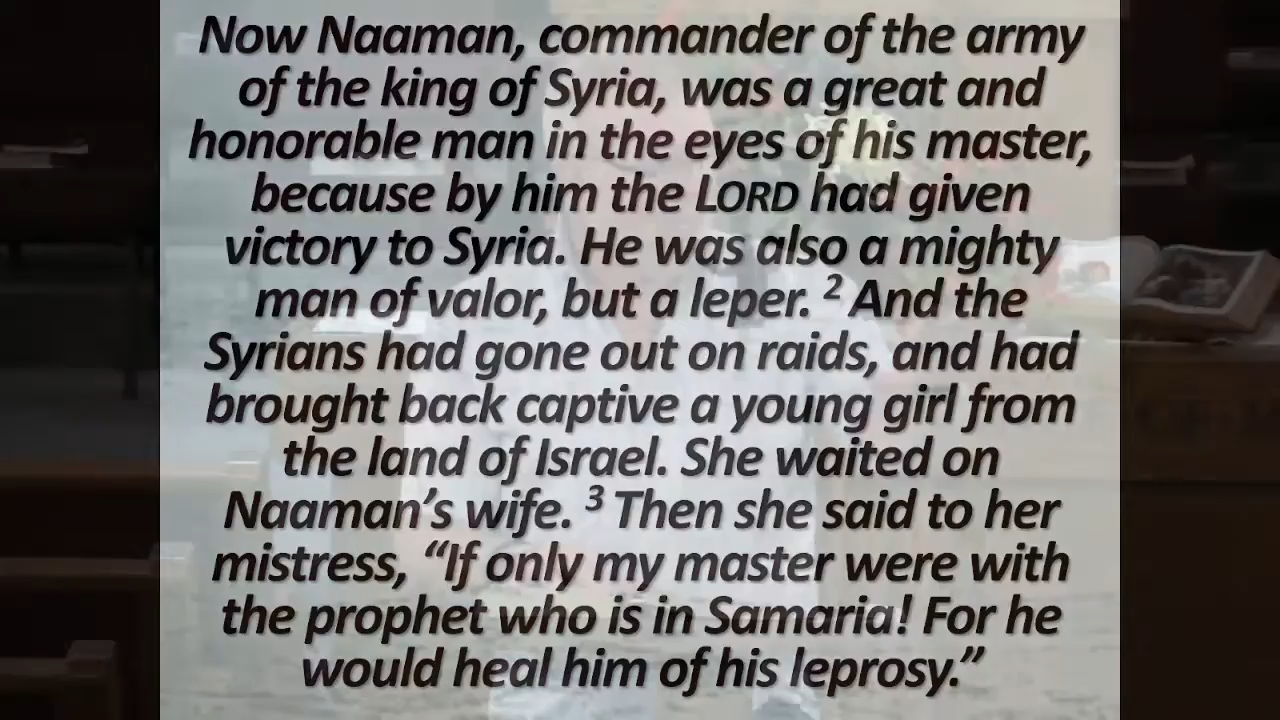 Now Naaman, commander of the army
of the king of Syria, was a great and
honorable man in the eyes of his master,
because by him the LORD had given
victory to Syria. He was also a mighty
man of valor, but a leper. ² And the
Syrians had gone out on raids, and had
brought back captive a young girl from
the land of Israel. She waited on
Naaman’s wife. ³ Then she said to her
mistress, “If only my master were with
the prophet who is in Samaria! For he
would heal him of his leprosy.”